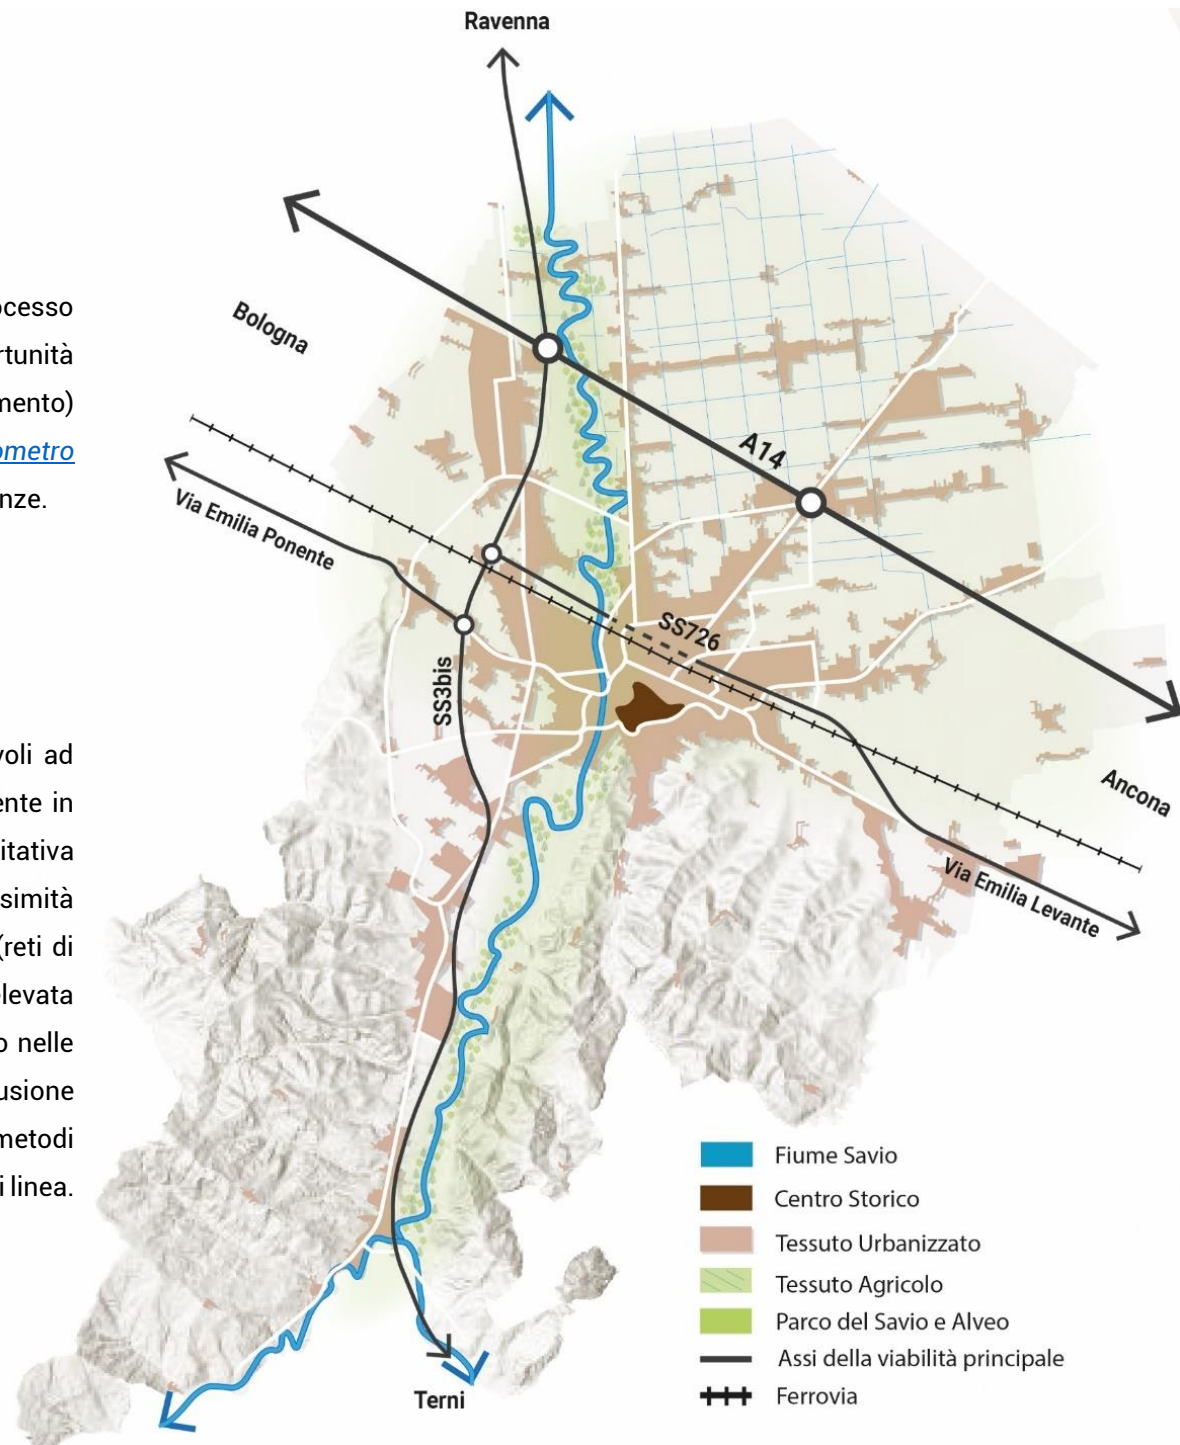 Ravenna
ocesso
rtunità
mento)
ometro
nze.
Bologna
A14
Via Emilia Ponente
SS726
SS3bis
voli ad
ente in
itativa
simità
(reti di
elevata
o nelle
usione
metodi
i linea.
Ancona
Via Emilia Levante
Terni
Fiume Savio
Centro Storico
Tessuto Urbanizzato
Tessuto Agricolo
Parco del Savio e Alveo
Assi della viabilità principale
Ferrovia